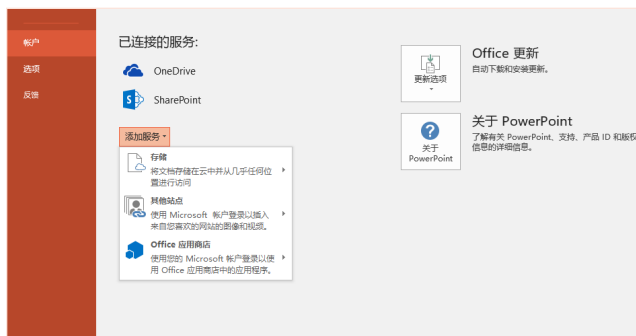 帐户
选项
反馈
已连接的服务:
OneDrive
SharePoint
添加服务
存储
将文档存储在云中并从几乎任何位
置进行访问
其他站点
使用 Microsoft 帐户登录以插入
来自您喜欢的网站的图像和视频。
Office 应用商店
使用您的 Microsoft 帐户登录以使
用 Office 应用商店中的应用程序。
更新选项
Office 更新
自动下载和安装更新。
关于
PowerPoint
关于 PowerPoint
了解有关 PowerPoint、支持、产品 ID 和版权
信息的详细信息。